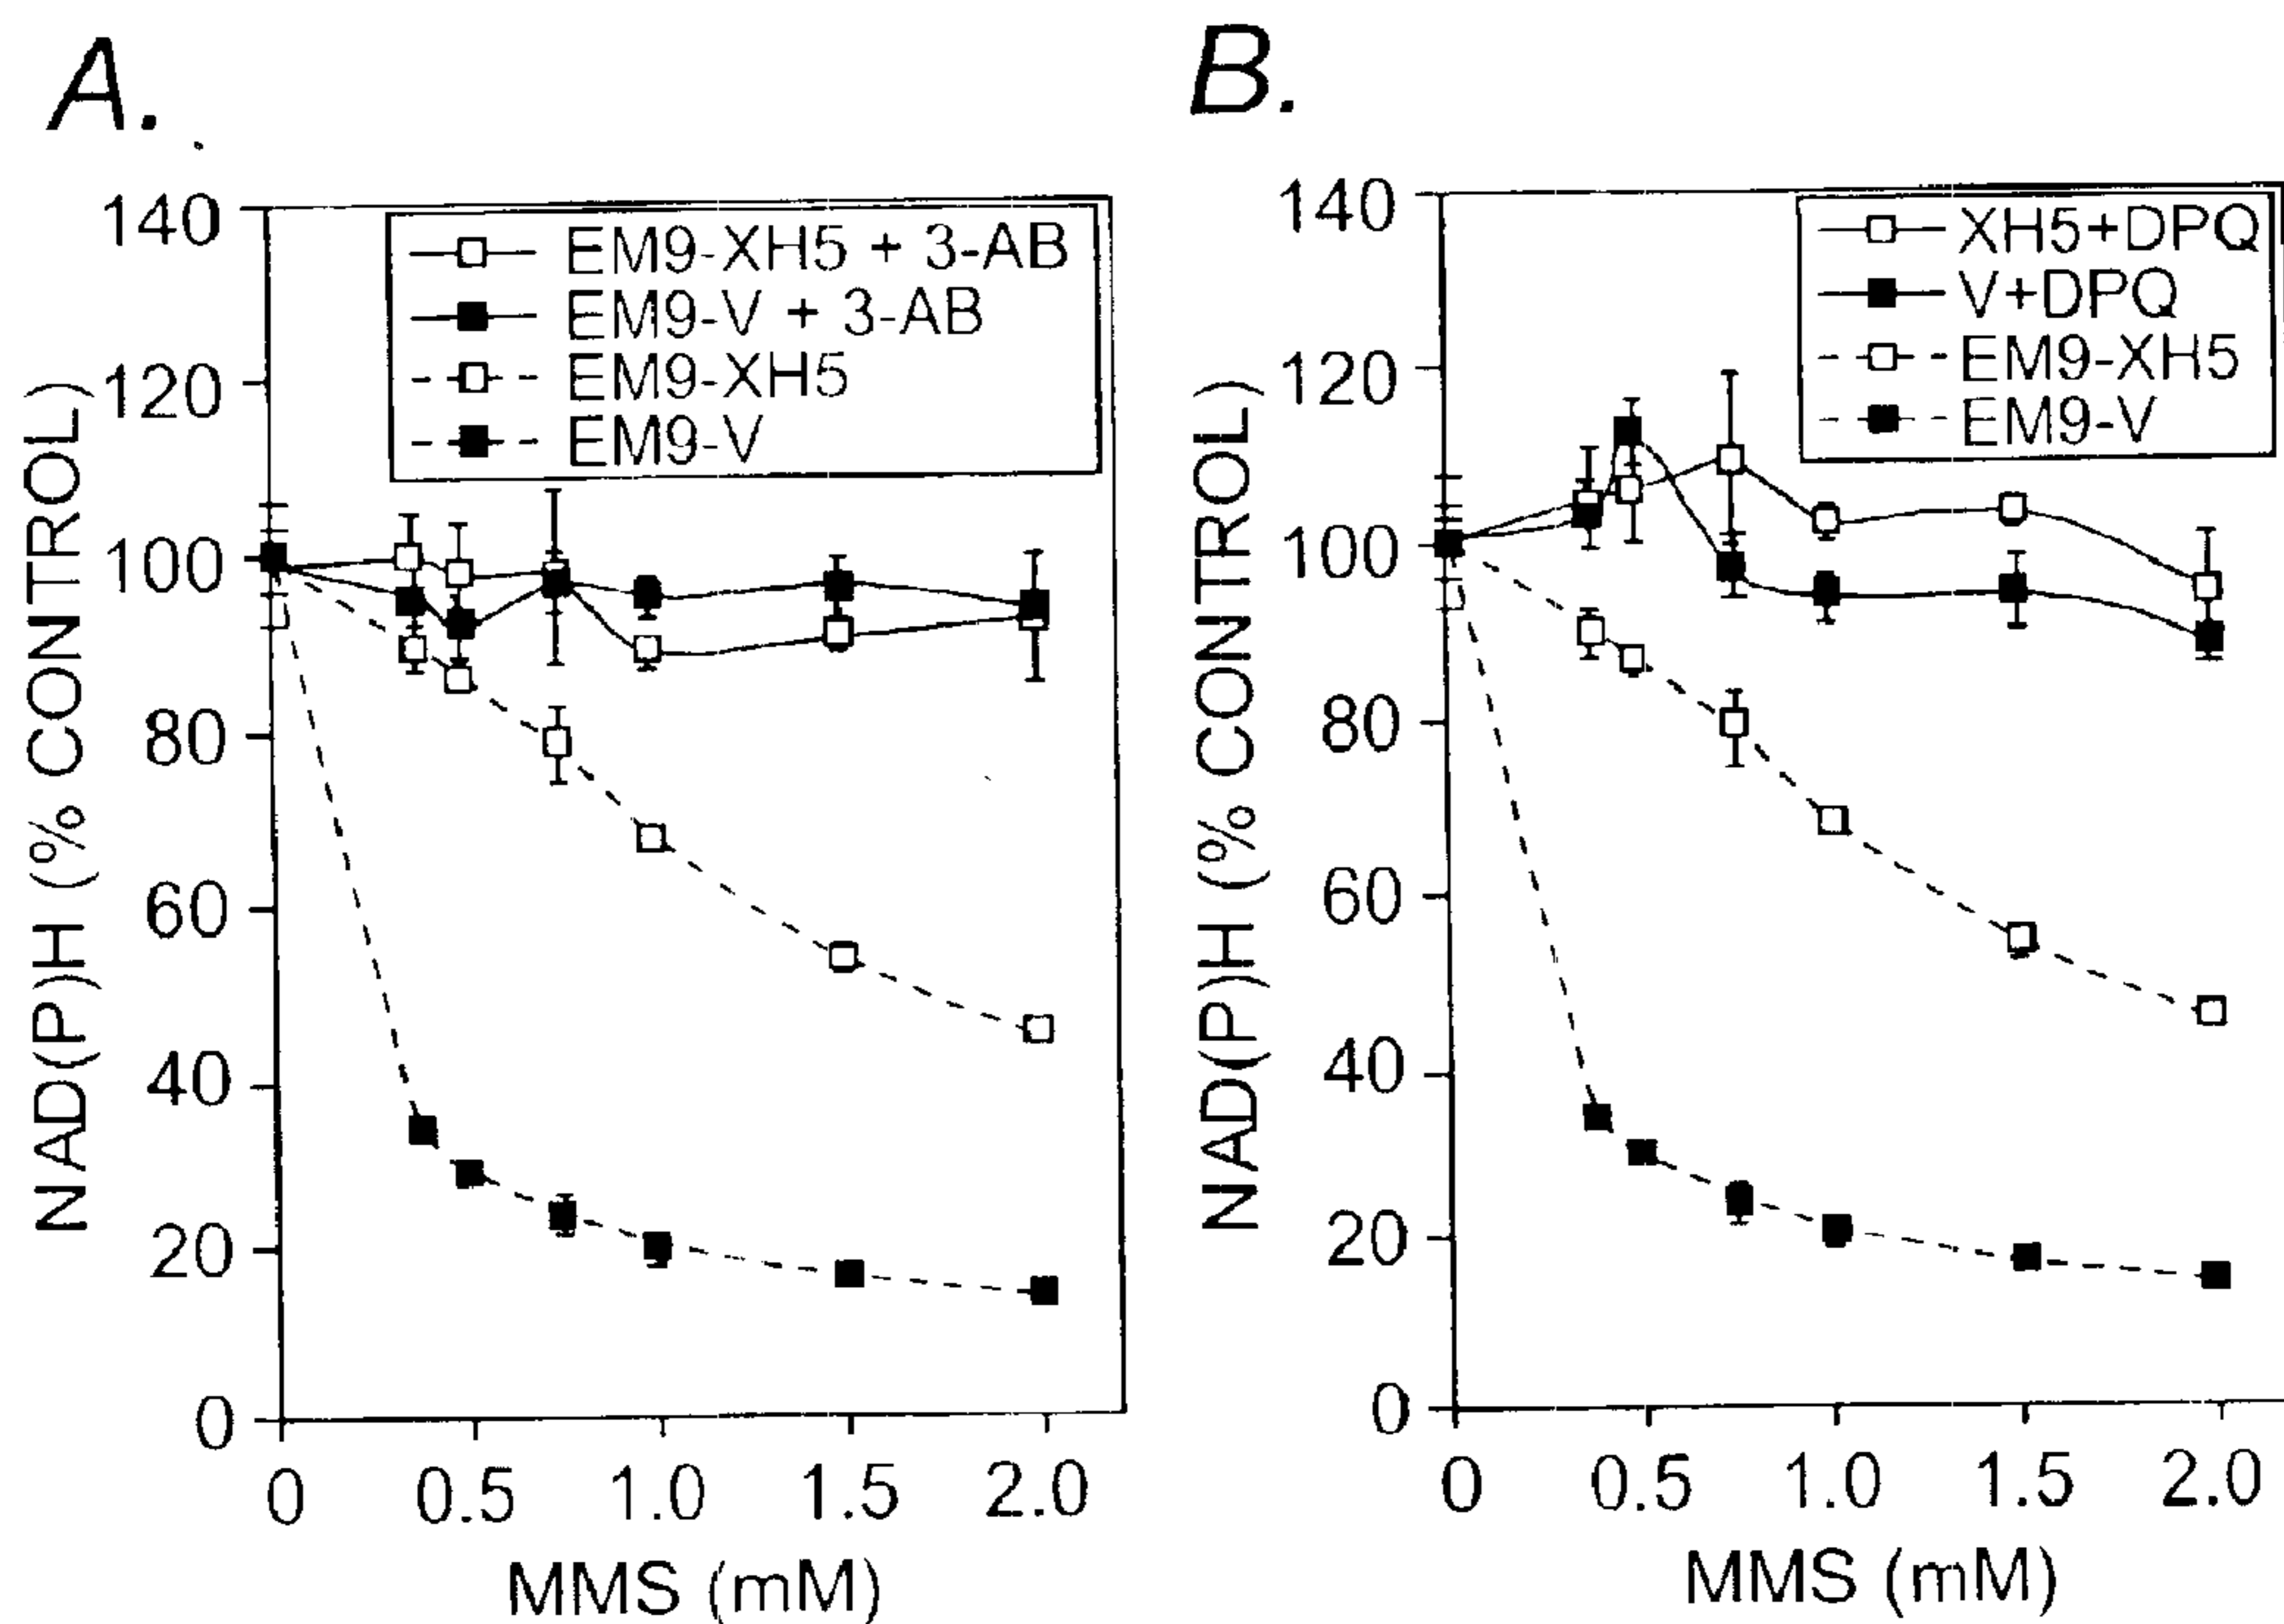 A.
B.
140
120
100
80
60
40
20
0
NAD(P)H (% CONTROL)
EM9-XH5 + 3-AB
EM9-V + 3-AB
EM9-XH5
EM9-V
0 0.5 1.0 1.5 2.0
MMS (mM)
140
120
100
80
60
40
20
0
NAD(P)H (% CONTROL)
XH5+DPQ
V+DPQ
EM9-XH5
EM9-V
0 0.5 1.0 1.5 2.0
MMS (mM)